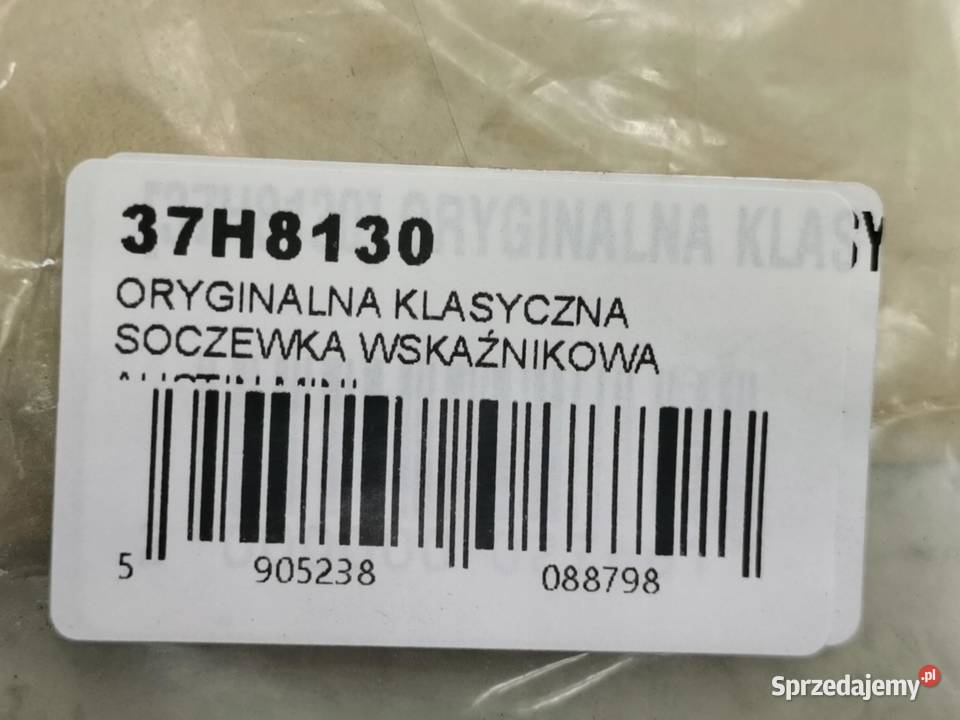 37H8130
ORYGINALNA KLASYCZNA
SOCZEWKA WSKAŹNIKOWA
5 905238 088798
Sprzedajemy.pl